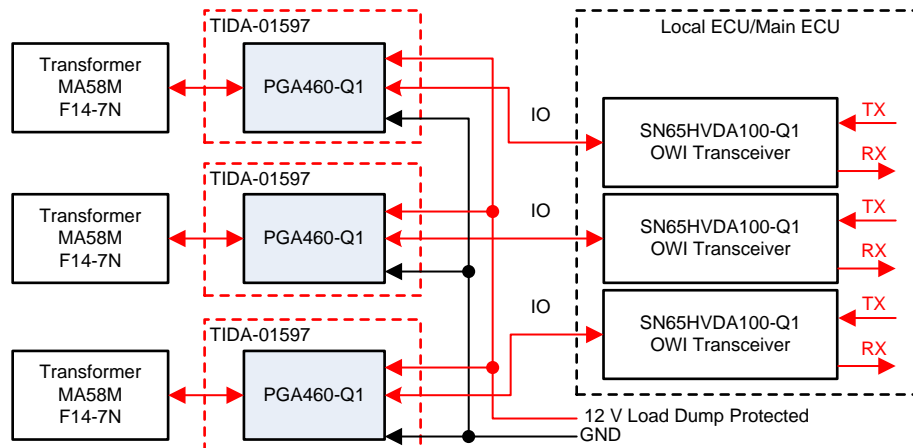 TIDA-01597
Transformer
MA58M
F14-7N
PGA460-Q1
IO
Local ECU/Main ECU
SN65HVDA100-Q1
OWI Transceiver
TX
RX
TIDA-01597
Transformer
MA58M
F14-7N
PGA460-Q1
IO
SN65HVDA100-Q1
OWI Transceiver
TX
RX
TIDA-01597
Transformer
MA58M
F14-7N
PGA460-Q1
IO
SN65HVDA100-Q1
OWI Transceiver
TX
RX
12 V Load Dump Protected
GND